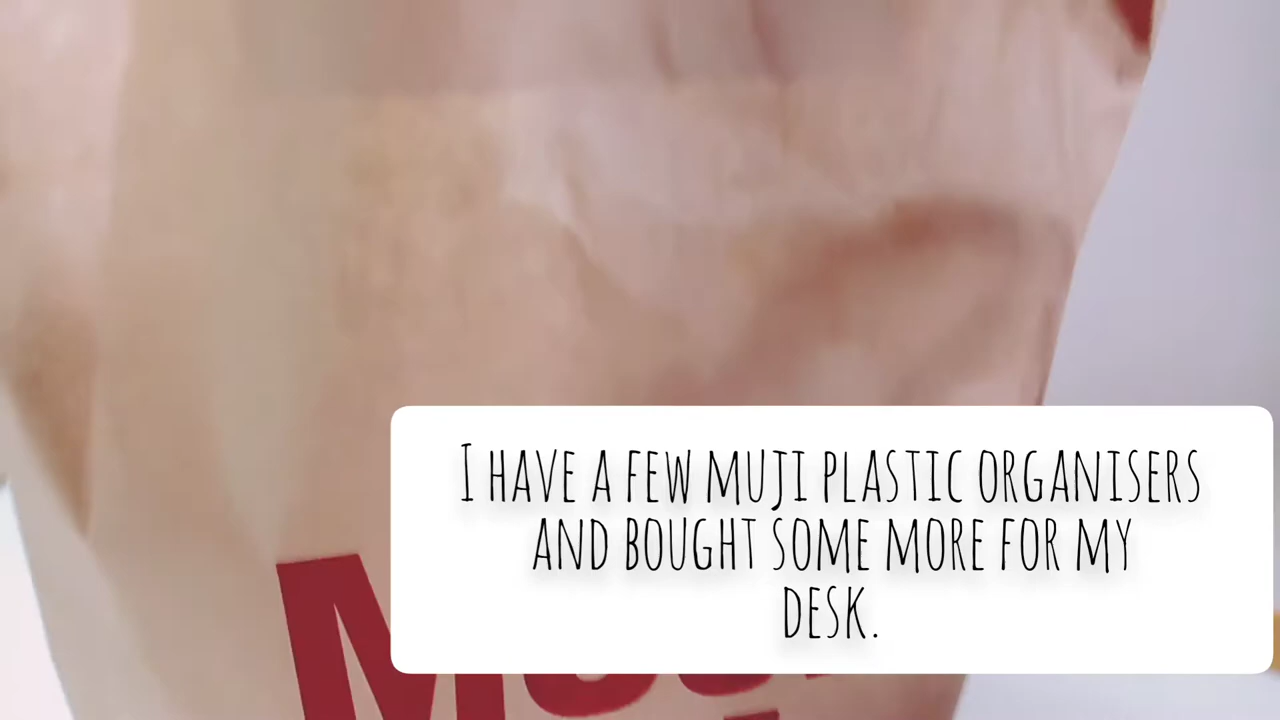 I HAVE A FEW MUJI PLASTIC ORGANISERS
AND BOUGHT SOME MORE FOR MY
DESK.